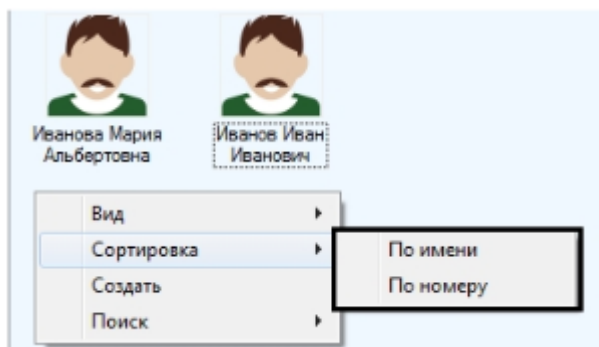 Иванова Мария
Альбертовна
Иванов Иван
Иванович
Вид
Сортировка
Создать
Поиск
По имени
По номеру